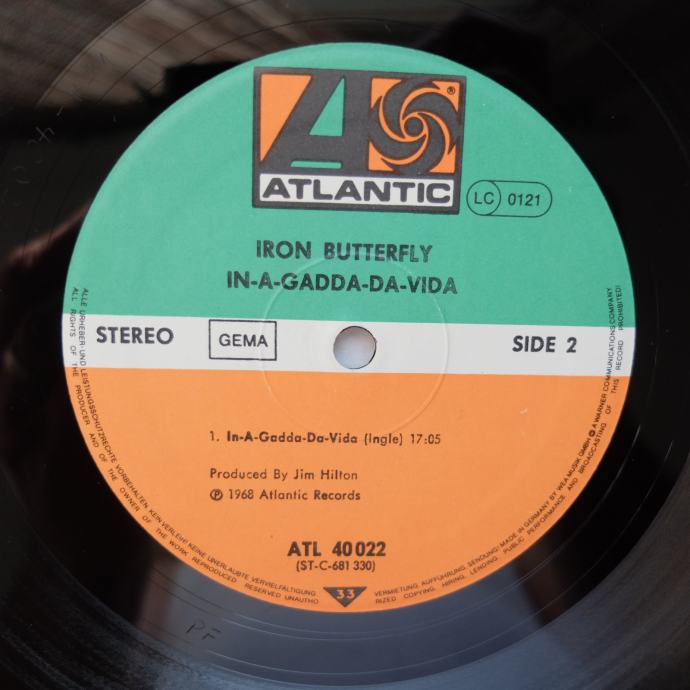 ATLANTIC
®
LC 0121
IRON BUTTERFLY
IN-A-GADDA-DA-VIDA
STEREO
GEMA
SIDE 2
1. In-A-Gadda-Da-Vida (Ingle) 17:05
Produced By Jim Hilton
℗ 1968 Atlantic Records
ATL 40 022
(ST-C-681 330)
33
ALLE URHEBER- UND LEISTUNGSSCHUTZRECHTE VORBEHALTEN KEIN VERLEIH! KEINE UNERLAUBTE VERVIELFÄLTIGUNG, VERMIETUNG, AUFFÜHRUNG, SENDUNG! MADE IN GERMANY BY WEA MUSIK GMBH A WARNER COMMUNICATIONS COMPANY
ALL RIGHTS OF THE PRODUCER AND OF THE OWNER OF THE WORK REPRODUCED RESERVED UNAUTHORIZED COPYING, HIRING, LENDING, PUBLIC PERFORMANCE AND BROADCASTING OF THIS RECORD PROHIBITED!
PF